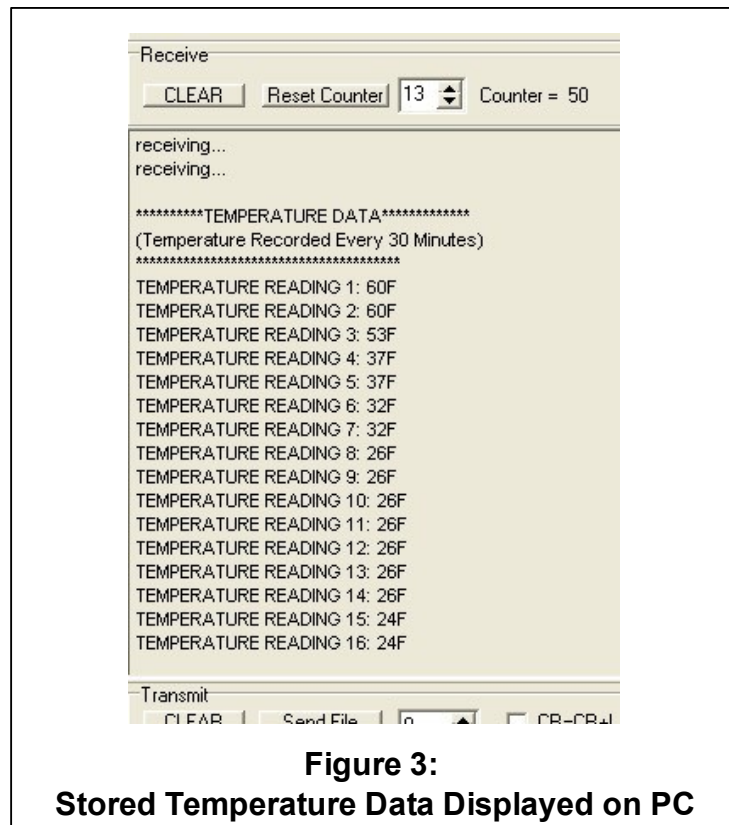 Receive
CLEAR Reset Counter 13 Counter = 50
receiving...
receiving...
**********TEMPERATURE DATA*************
(Temperature Recorded Every 30 Minutes)
****************************************
TEMPERATURE READING 1: 60F
TEMPERATURE READING 2: 60F
TEMPERATURE READING 3: 53F
TEMPERATURE READING 4: 37F
TEMPERATURE READING 5: 37F
TEMPERATURE READING 6: 32F
TEMPERATURE READING 7: 32F
TEMPERATURE READING 8: 26F
TEMPERATURE READING 9: 26F
TEMPERATURE READING 10: 26F
TEMPERATURE READING 11: 26F
TEMPERATURE READING 12: 26F
TEMPERATURE READING 13: 26F
TEMPERATURE READING 14: 26F
TEMPERATURE READING 15: 24F
TEMPERATURE READING 16: 24F
Transmit
CLEAR Send File
Figure 3:
Stored Temperature Data Displayed on PC